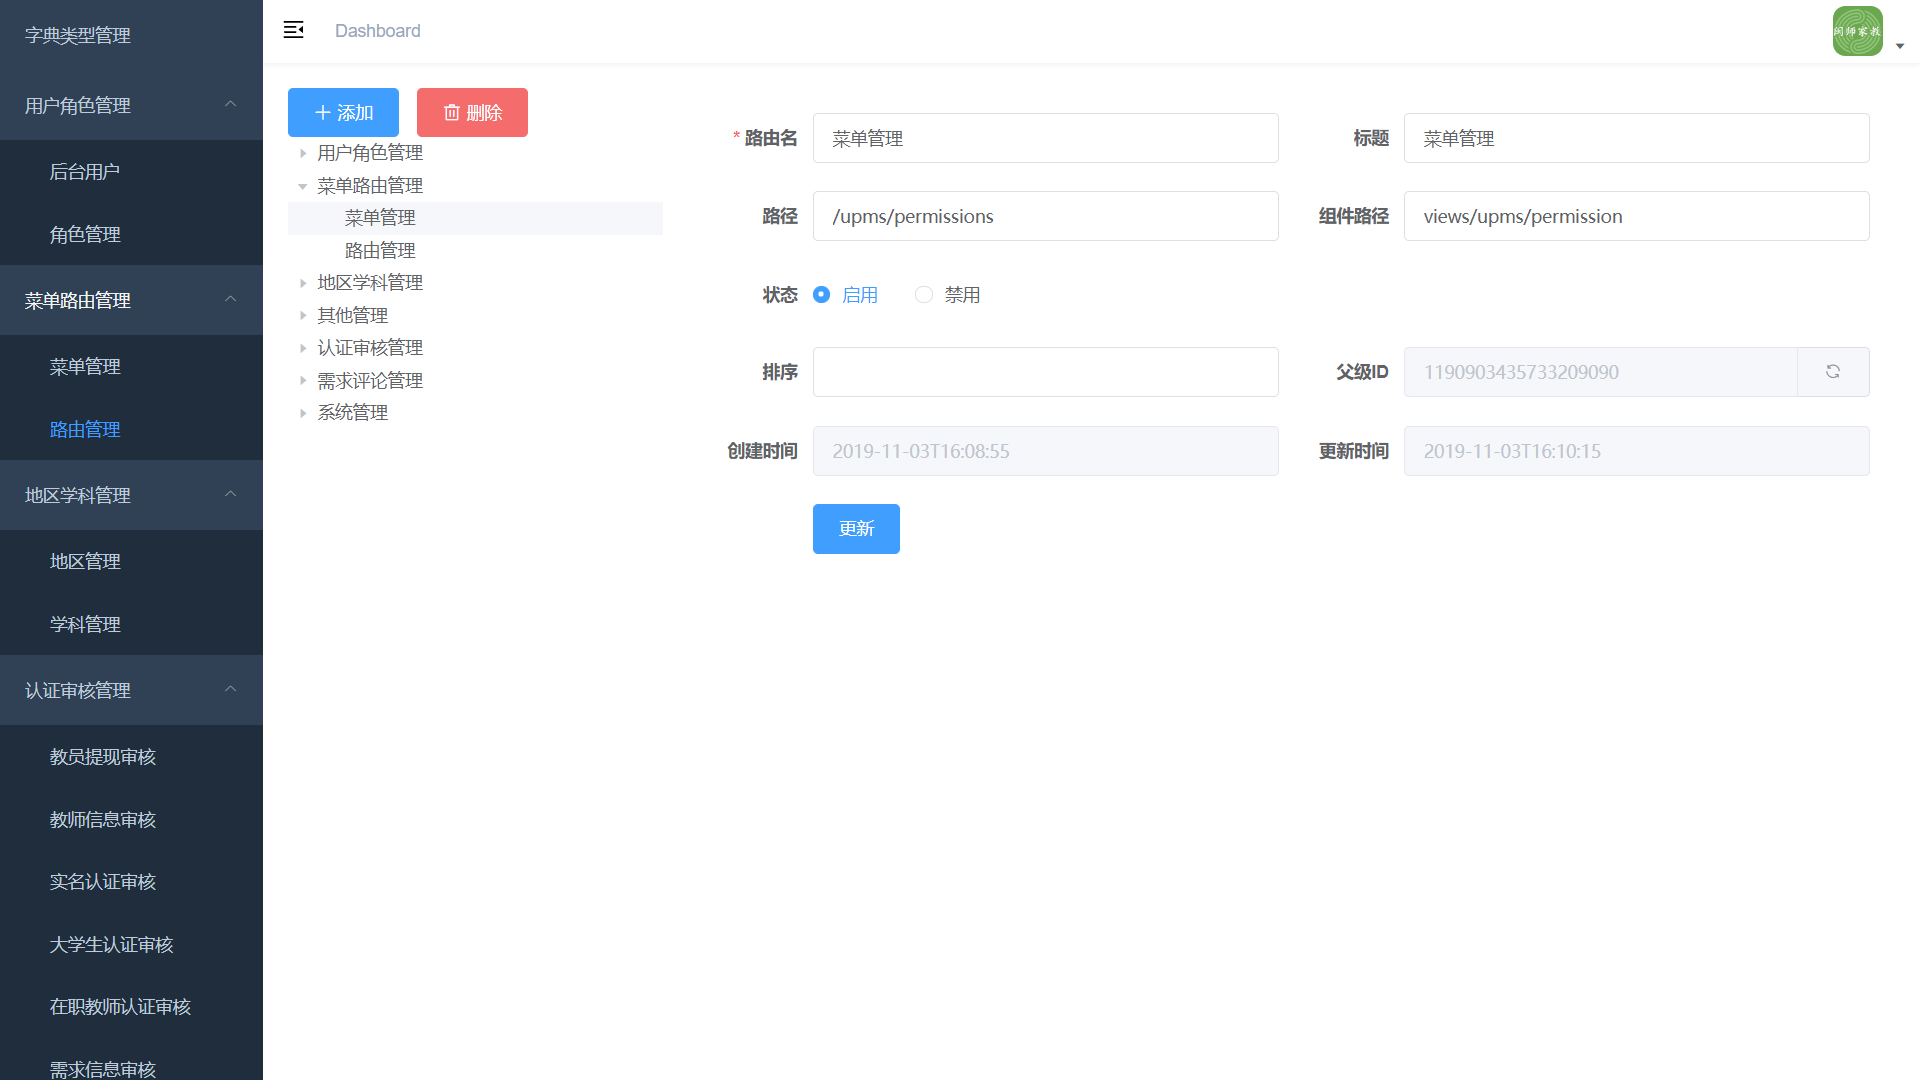 字典类型管理
用户角色管理
后台用户
角色管理
菜单路由管理
菜单管理
路由管理
地区学科管理
地区管理
学科管理
认证审核管理
教员提现审核
教师信息审核
实名认证审核
大学生认证审核
在职教师认证审核
需求信息审核
Dashboard
闵师家教
添加 删除
用户角色管理
菜单路由管理
菜单管理
路由管理
地区学科管理
其他管理
认证审核管理
需求评论管理
系统管理
* 路由名 菜单管理 标题 菜单管理
路径 /upms/permissions 组件路径 views/upms/permission
状态 启用 禁用
排序 父级ID 1190903435733209090
创建时间 2019-11-03T16:08:55 更新时间 2019-11-03T16:10:15
更新